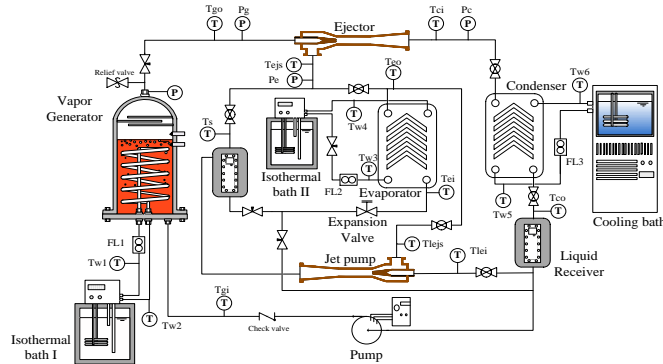 Tgo
Pg
P
T
Ejector
Tci
Pc
T
P
Relief valve
P
Tejs
T
Pe
P
Teo
T
Condenser
Tw6
T
Vapor
Generator
Ts
T
Tw4
T
Isothermal
bath II
FL2
Tw3
T
Evaporator
Tei
T
FL3
Tw5
T
Tco
T
Cooling bath
Expansion
Valve
FL1
Tw1
T
Tw2
T
Jet pump
Tlejs
T
Tlei
T
Liquid
Receiver
Isothermal
bath I
Tgi
T
Check valve
Pump